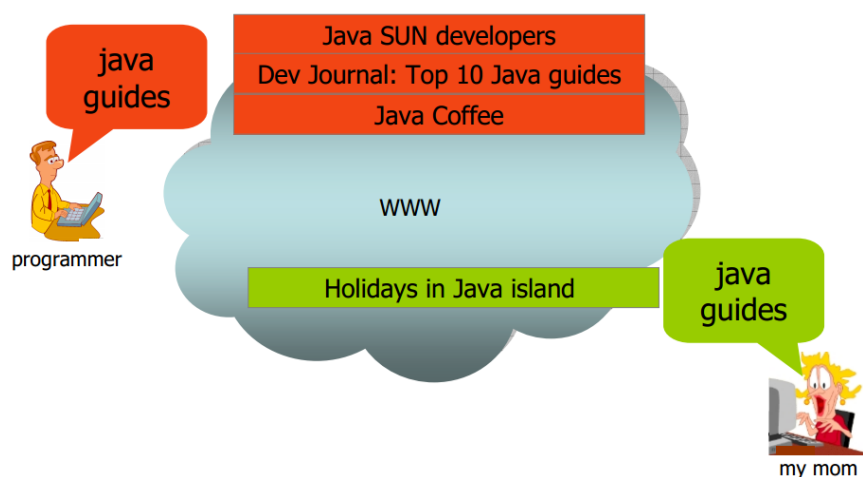 Java SUN developers
java
guides
Dev Journal: Top 10 Java guides
Java Coffee
WWW
programmer
java
guides
Holidays in Java island
my mom